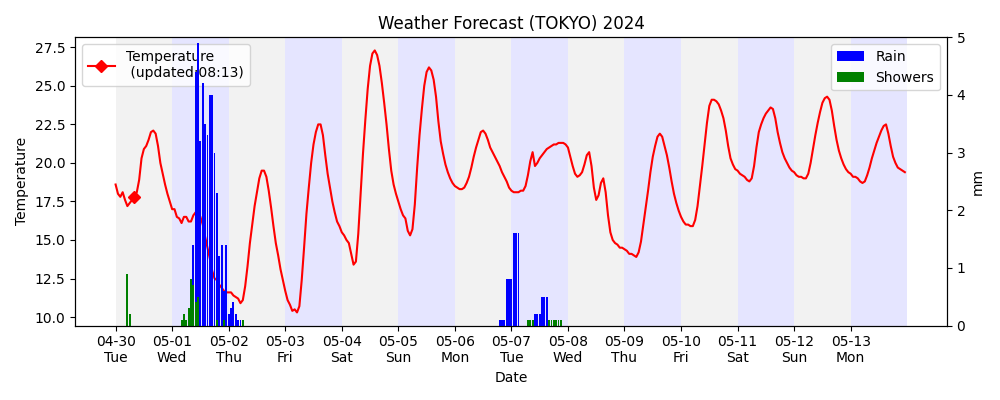 Weather Forecast (TOKYO) 2024
Temperature
(updated 08:13)
Rain
Showers
27.5
25.0
22.5
20.0
17.5
15.0
12.5
10.0
Temperature
5
4
3
2
1
0
mm
04-30 05-01 05-02 05-03 05-04 05-05 05-06 05-07 05-08 05-09 05-10 05-11 05-12 05-13
Tue Wed Thu Fri Sat Sun Mon Tue Wed Thu Fri Sat Sun Mon
Date